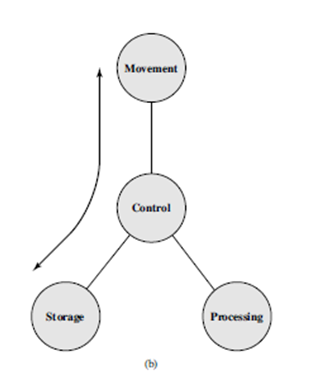 Movement
Control
Storage
Processing
(b)